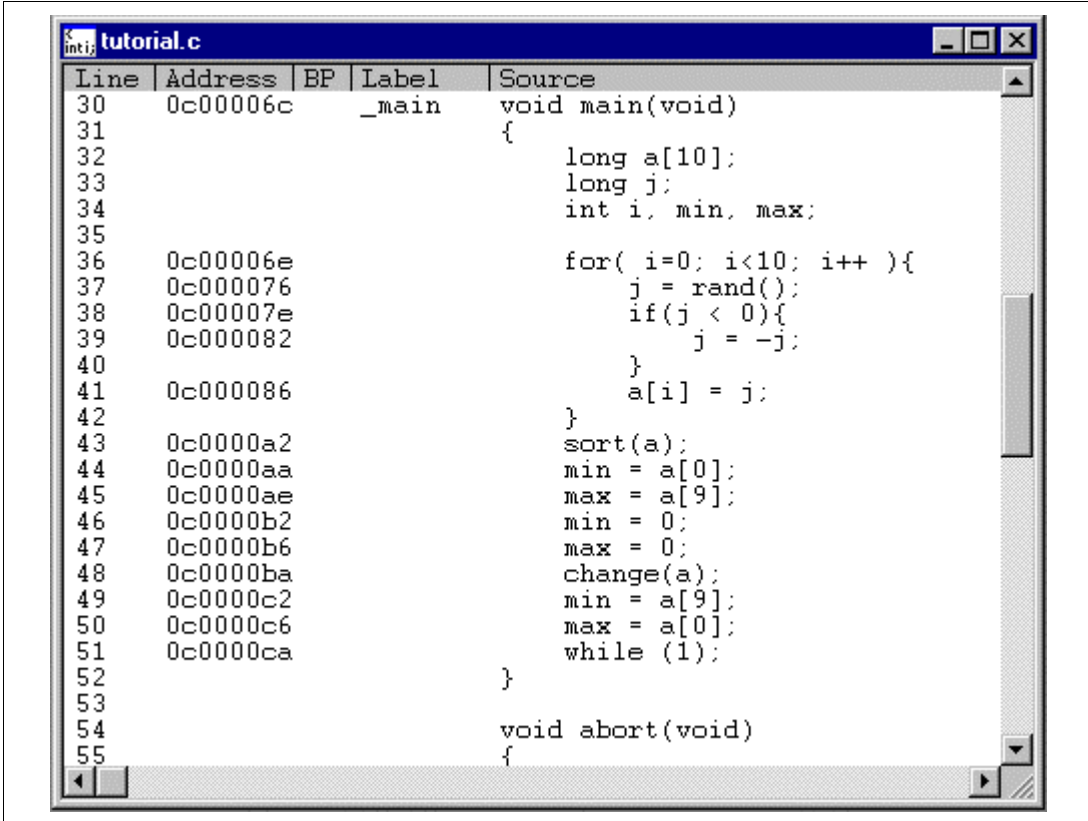 inti; tutorial.c
Line Address BP Label Source
30 0c00006c _main void main(void)
31 {
32 long a[10];
33 long j;
34 int i, min, max;
35
36 0c00006e for( i=0; i<10; i++ ){
37 0c000076 j = rand();
38 0c00007e if(j < 0){
39 0c000082 j = -j;
40 }
41 0c000086 a[i] = j;
42 }
43 0c0000a2 sort(a);
44 0c0000aa min = a[0];
45 0c0000ae max = a[9];
46 0c0000b2 min = 0;
47 0c0000b6 max = 0;
48 0c0000ba change(a);
49 0c0000c2 min = a[9];
50 0c0000c6 max = a[0];
51 0c0000ca while (1);
52 }
53
54 void abort(void)
55 {